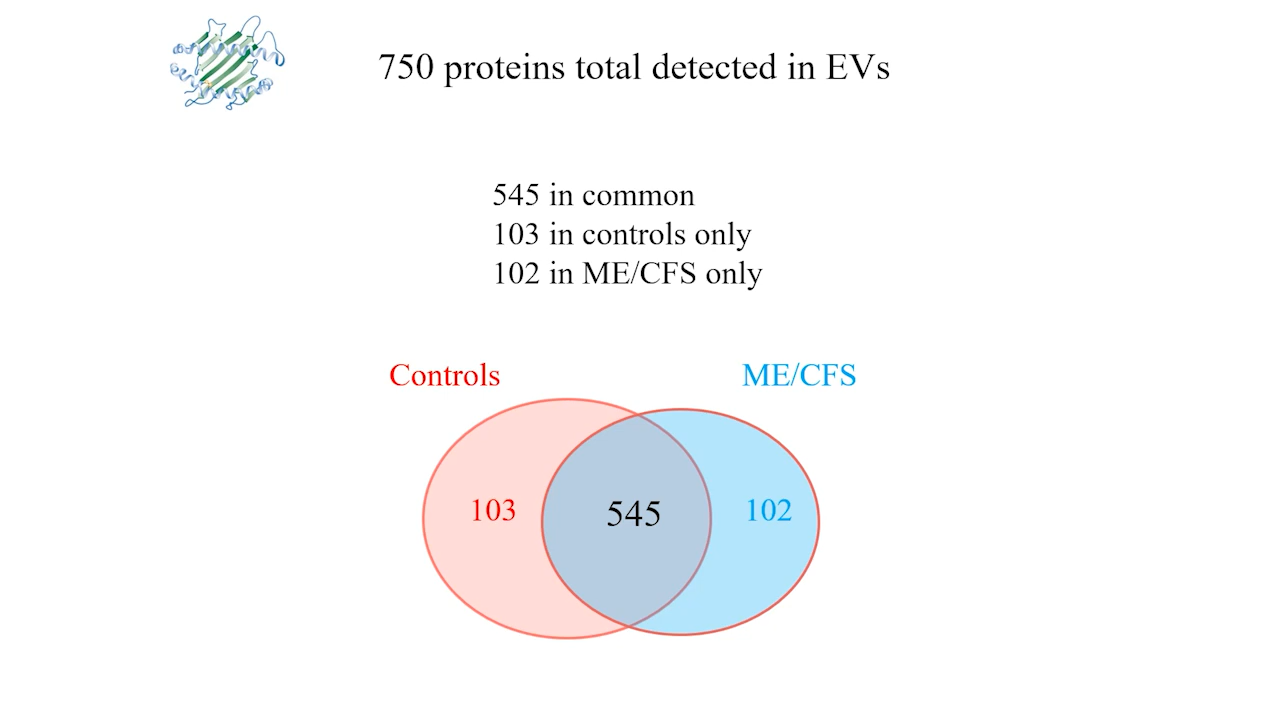 750 proteins total detected in EVs
545 in common
103 in controls only
102 in ME/CFS only
Controls
ME/CFS
103
545
102